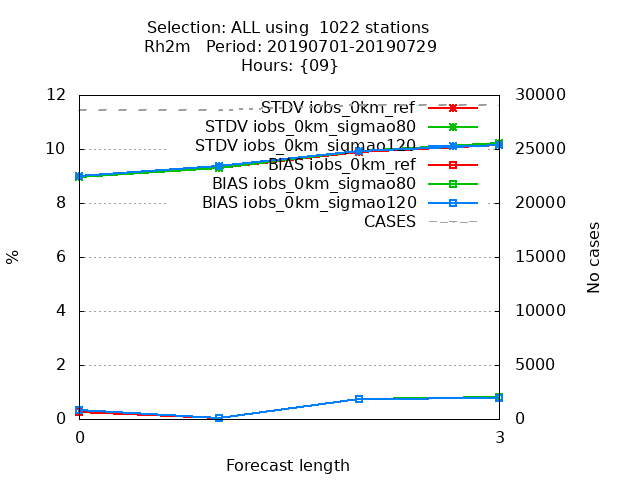 Selection: ALL using  1022 stations
Rh2m   Period: 20190701-20190729
Hours: {09}
12 30000
STDV iobs_0km_ref
STDV iobs_0km_sigmao80
10 25000
STDV iobs_0km_sigmao120
BIAS iobs_0km_ref
BIAS iobs_0km_sigmao80
8 20000
BIAS iobs_0km_sigmao120
CASES
6 15000
%
No cases
4 10000
2 5000
0 0
0 3
Forecast length